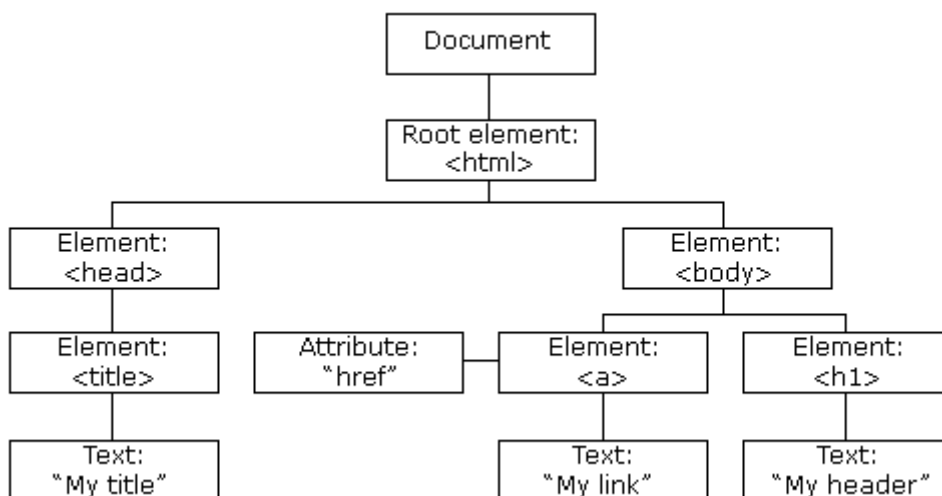 Document
Root element:
<html>
Element:
<head>
Element:
<body>
Element:
<title>
Attribute:
“href”
Element:
<a>
Element:
<h1>
Text:
“My title”
Text:
“My link”
Text:
“My header”